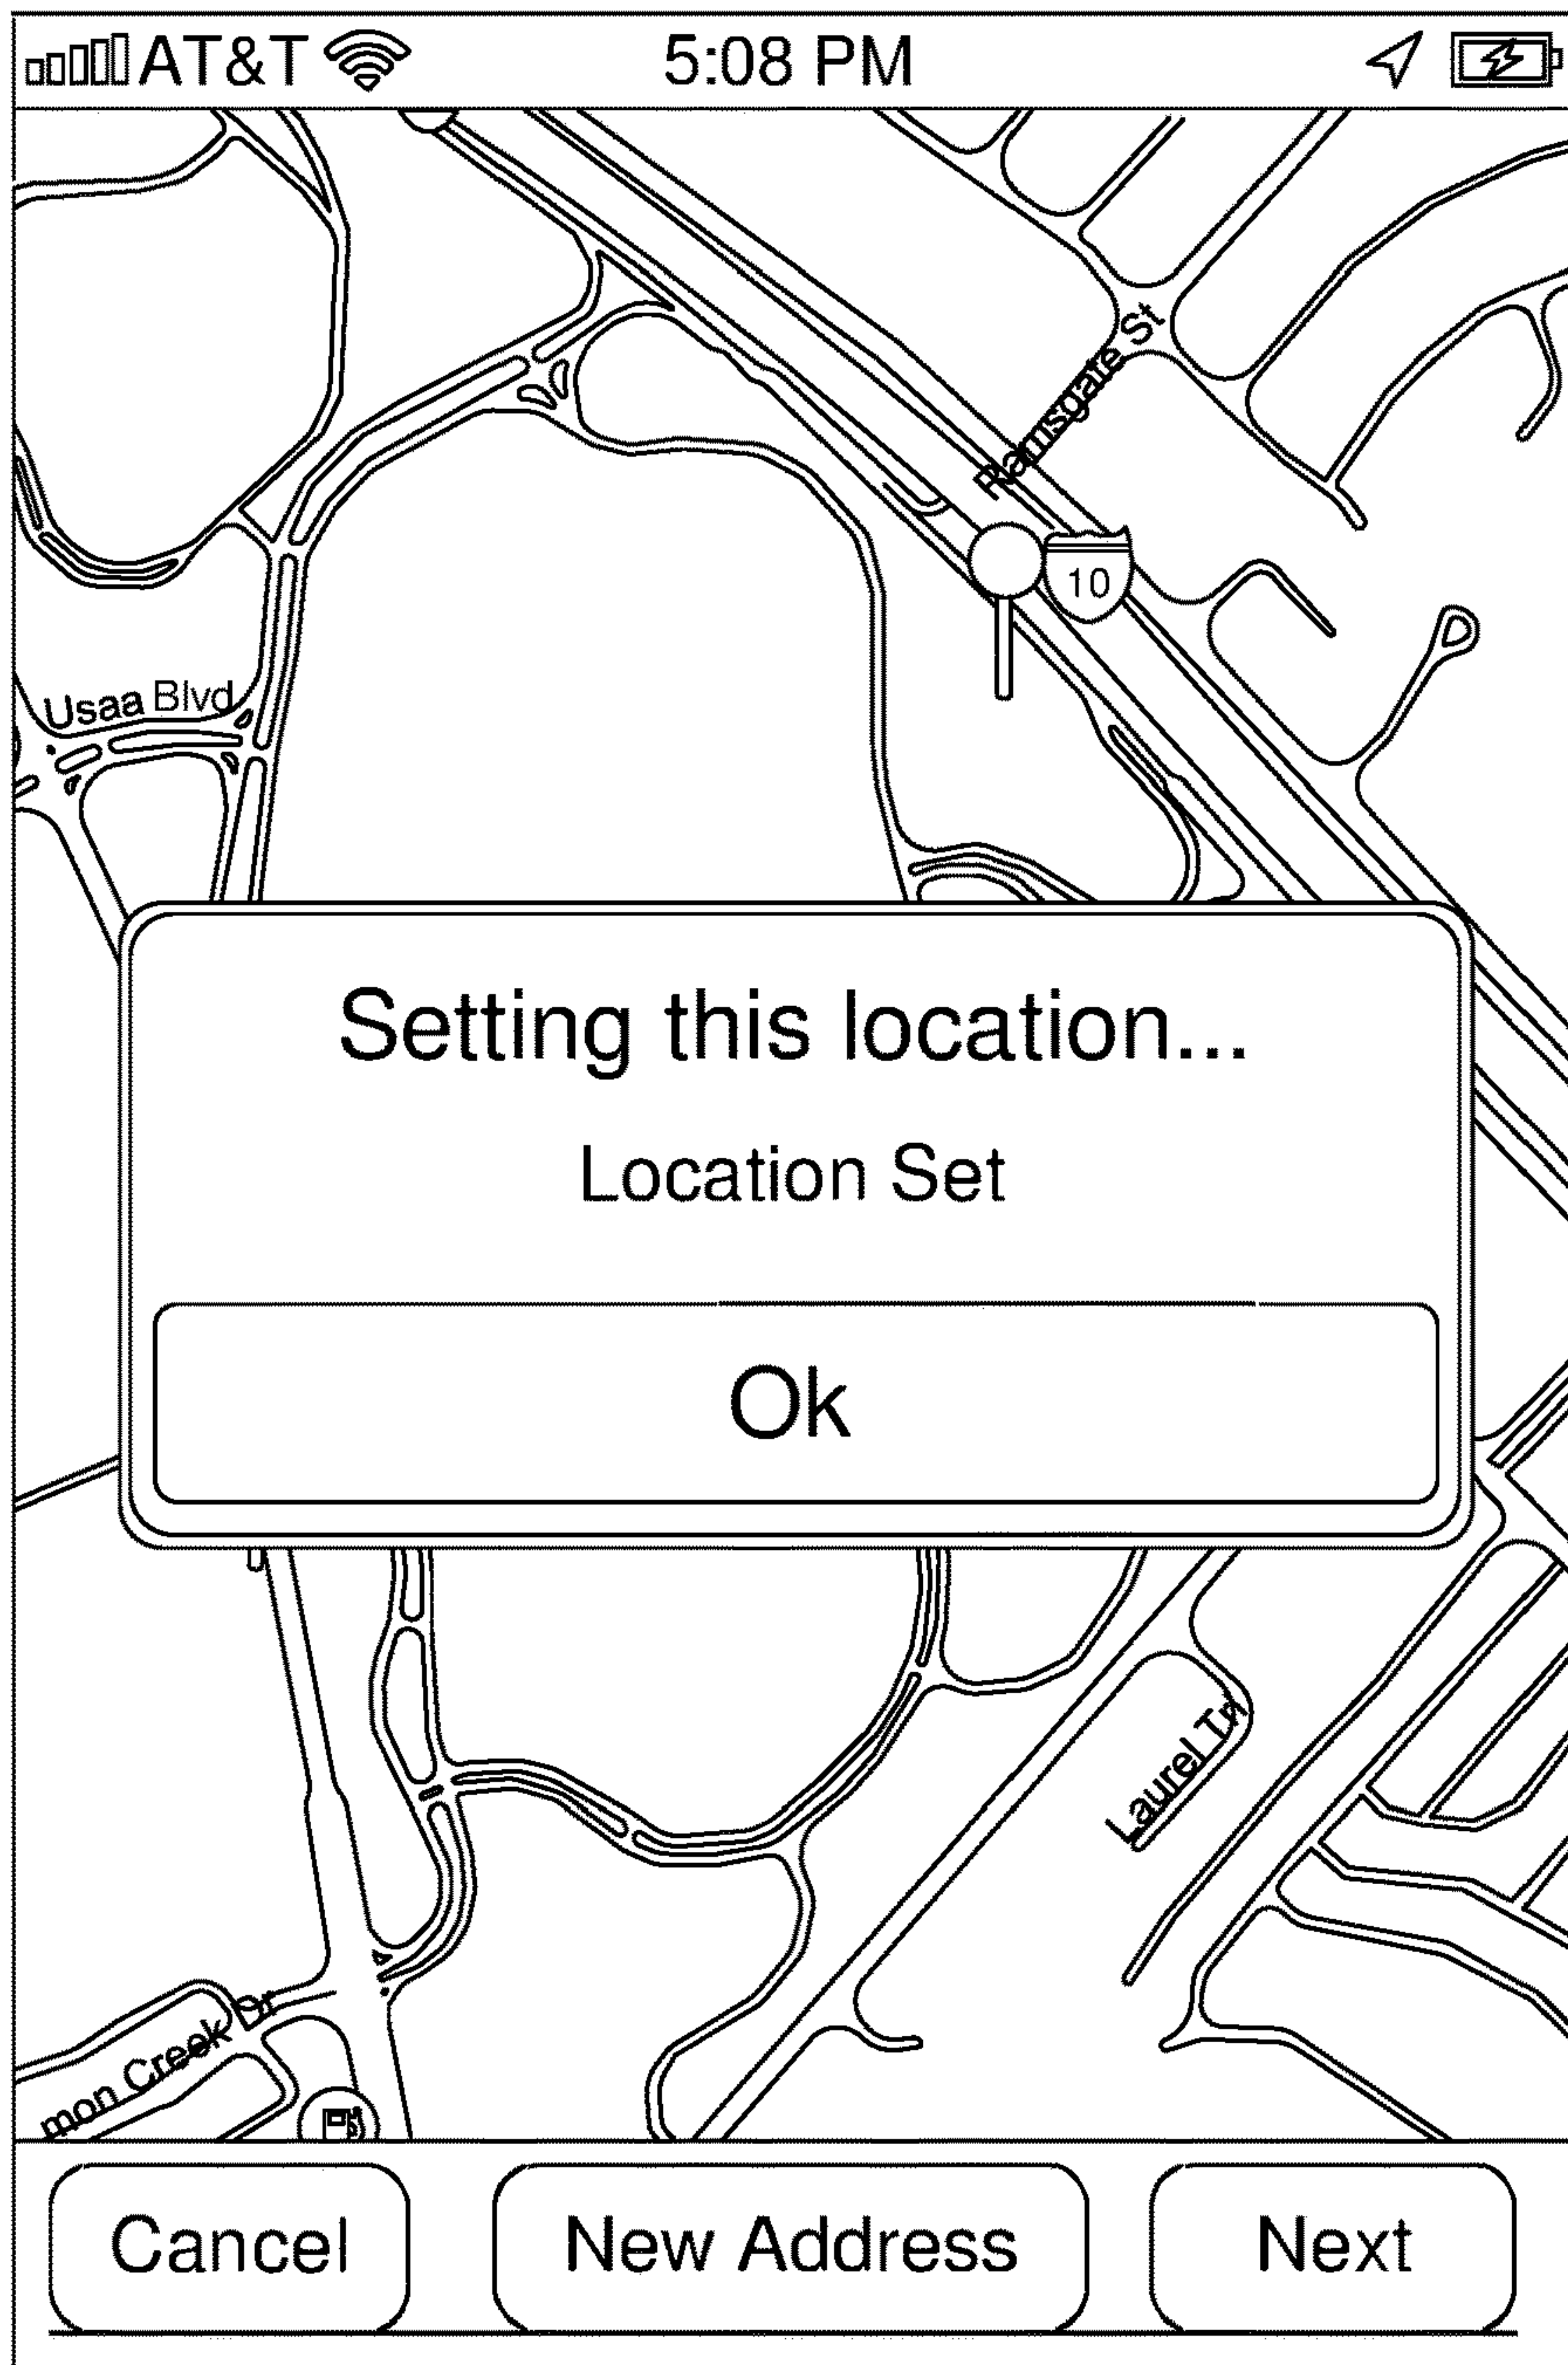 AT&T 5:08 PM
Ramsgate St
10
Usaa Blvd
Setting this location...
Location Set
Ok
Laurel Trl
mon Creek Dr
Cancel New Address Next